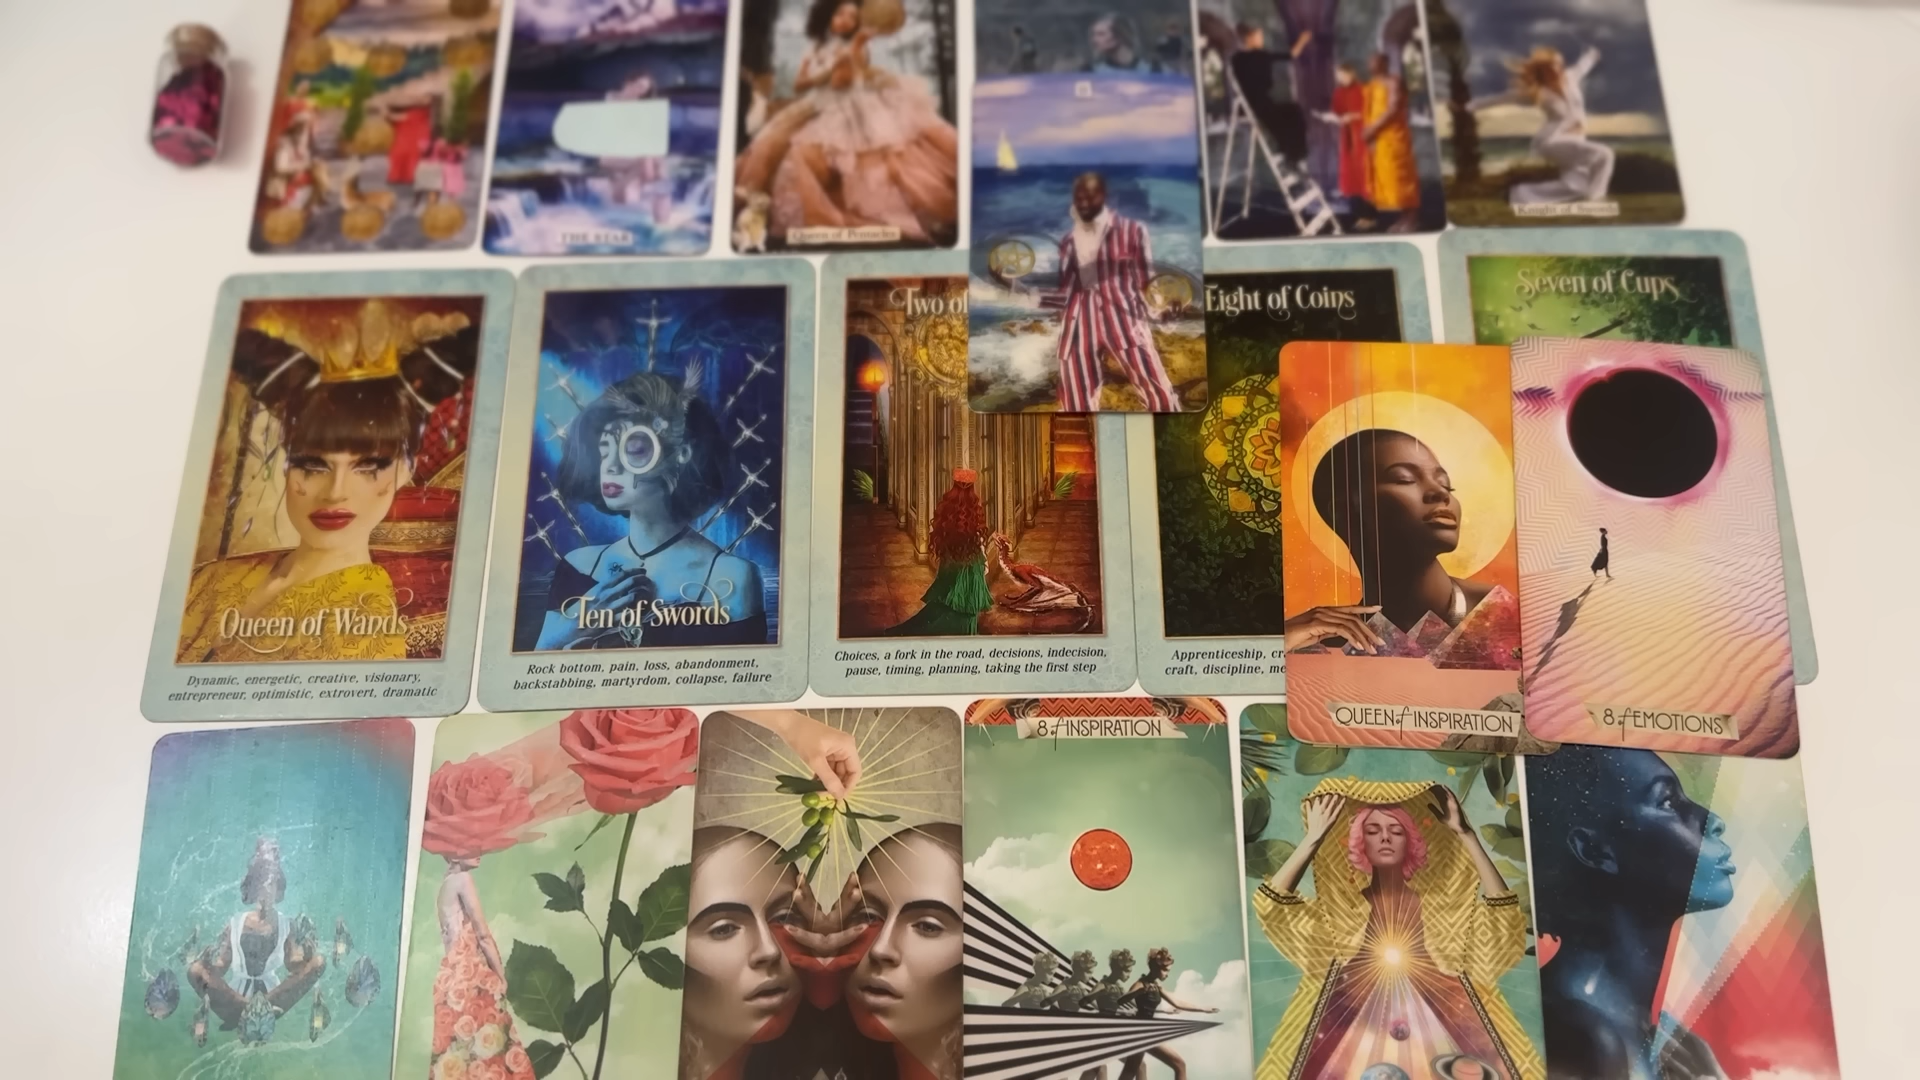 THE STAR
Queen of Pentacles
Knight of Swords
Queen of Wands
Dynamic, energetic, creative, visionary,
entrepreneur, optimistic, extrovert, dramatic
Ten of Swords
Rock bottom, pain, loss, abandonment,
backstabbing, martyrdom, collapse, failure
Two of
Choices, a fork in the road, decisions, indecision,
pause, timing, planning, taking the first step
Eight of Coins
Apprenticeship, cr
craft, discipline, me
Seven of Cups
QUEEN of INSPIRATION
8 of EMOTIONS
8 of INSPIRATION